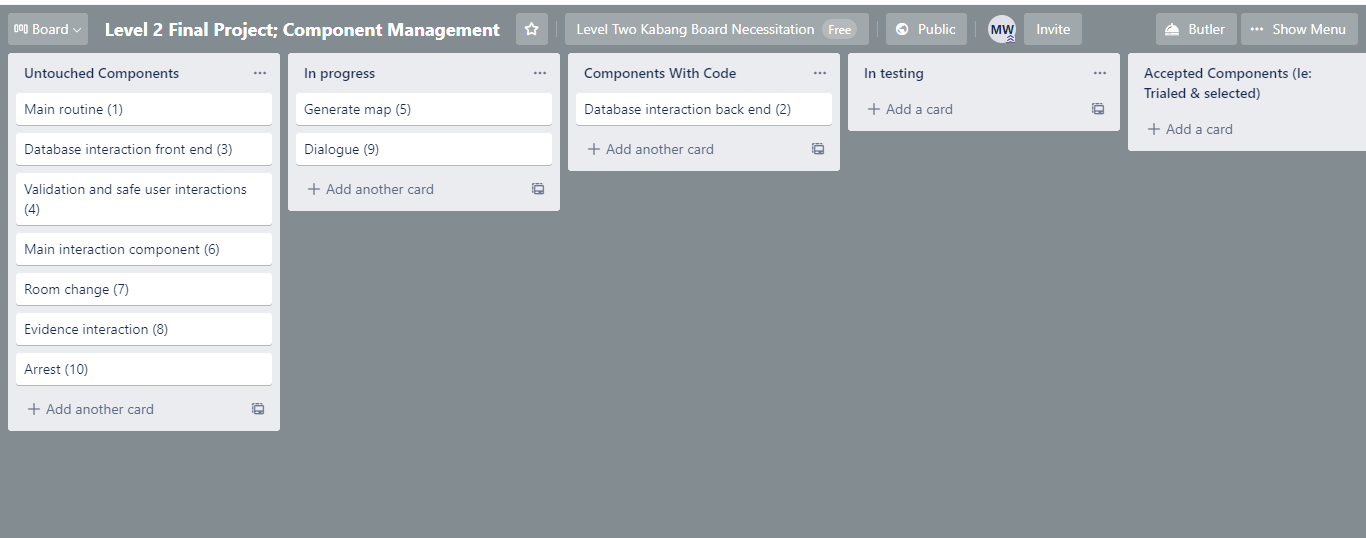 Board
Level 2 Final Project; Component Management
Level Two Kabang Board Necessitation Free
Public
MW
Invite
Butler
Show Menu
Untouched Components
Main routine (1)
Database interaction front end (3)
Validation and safe user interactions
(4)
Main interaction component (6)
Room change (7)
Evidence interaction (8)
Arrest (10)
Add another card
In progress
Generate map (5)
Dialogue (9)
Add another card
Components With Code
Database interaction back end (2)
Add another card
In testing
Add a card
Accepted Components (Ie:
Trialed & selected)
Add a card